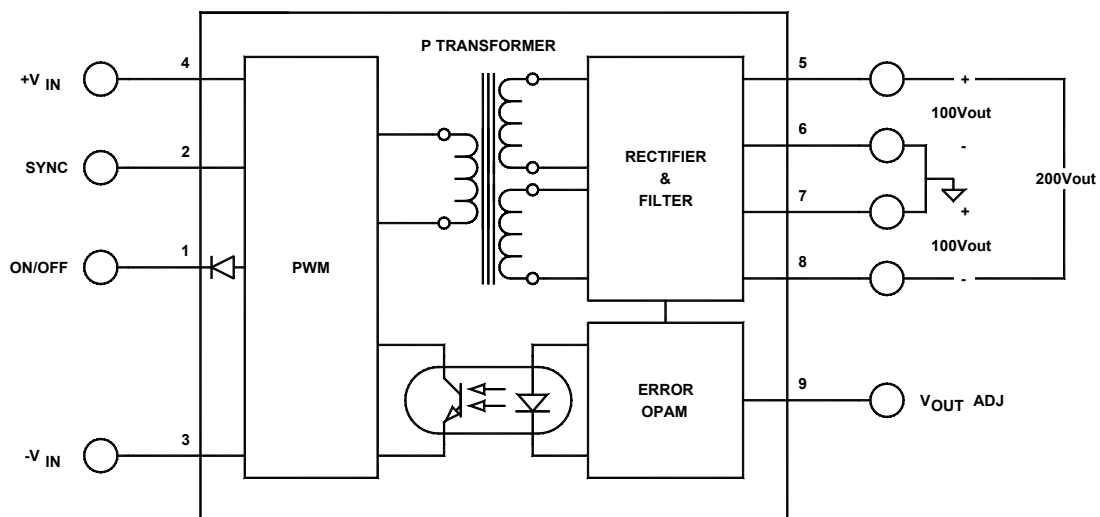 P TRANSFORMER
4
+V IN
2
SYNC
1
ON/OFF
3
-V IN
PWM
RECTIFIER
&
FILTER
ERROR
OPAM
5
+
100Vout
6
-
200Vout
7
+
100Vout
8
-
9
VOUT ADJ